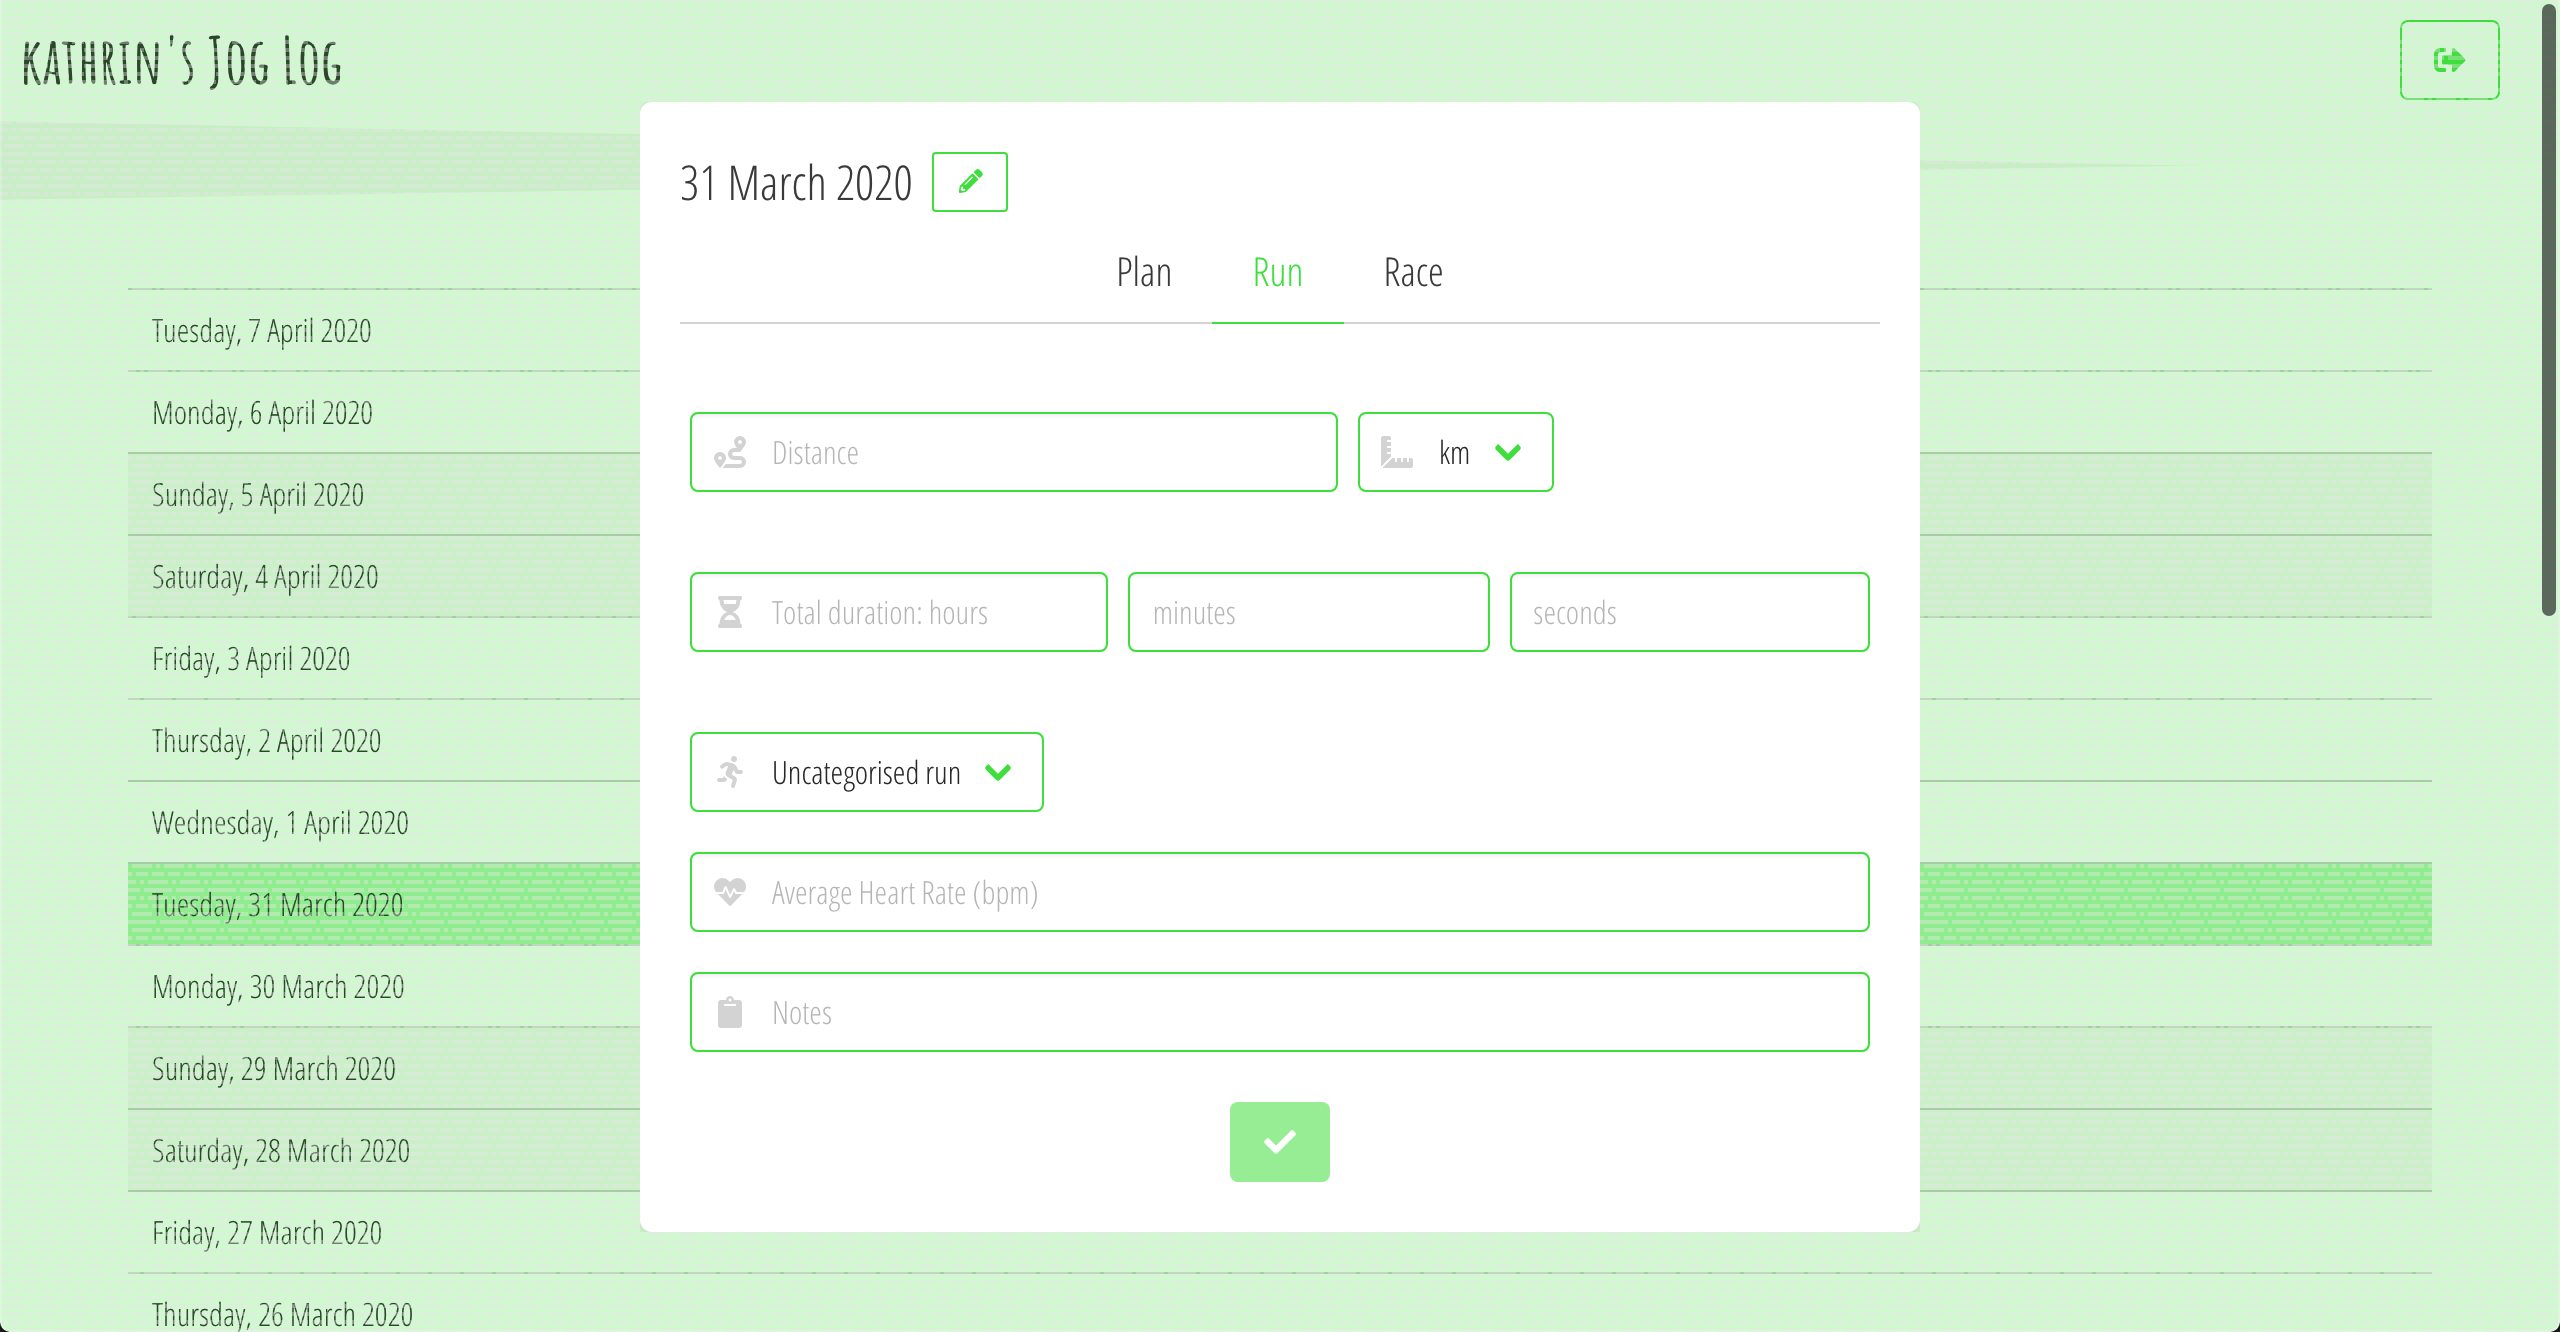 KATHRIN'S JOG LOG
31 March 2020
Plan Run Race
Distance km
Total duration: hours minutes seconds
Uncategorised run
Average Heart Rate (bpm)
Notes
Tuesday, 7 April 2020
Monday, 6 April 2020
Sunday, 5 April 2020
Saturday, 4 April 2020
Friday, 3 April 2020
Thursday, 2 April 2020
Wednesday, 1 April 2020
Tuesday, 31 March 2020
Monday, 30 March 2020
Sunday, 29 March 2020
Saturday, 28 March 2020
Friday, 27 March 2020
Thursday, 26 March 2020